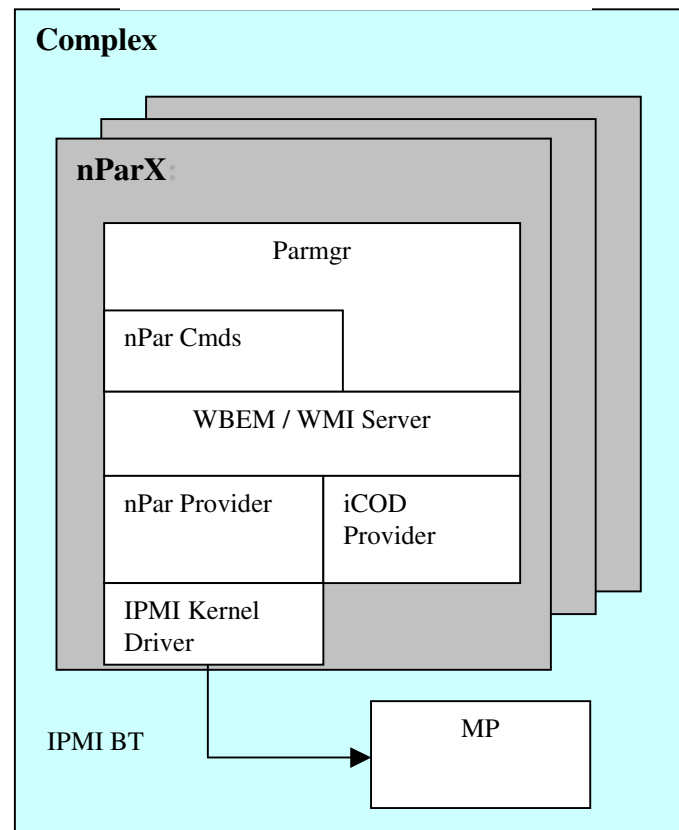 Complex
nParX:
Parmgr
nPar Cmds
WBEM / WMI Server
nPar Provider
iCOD
Provider
IPMI Kernel
Driver
IPMI BT
MP